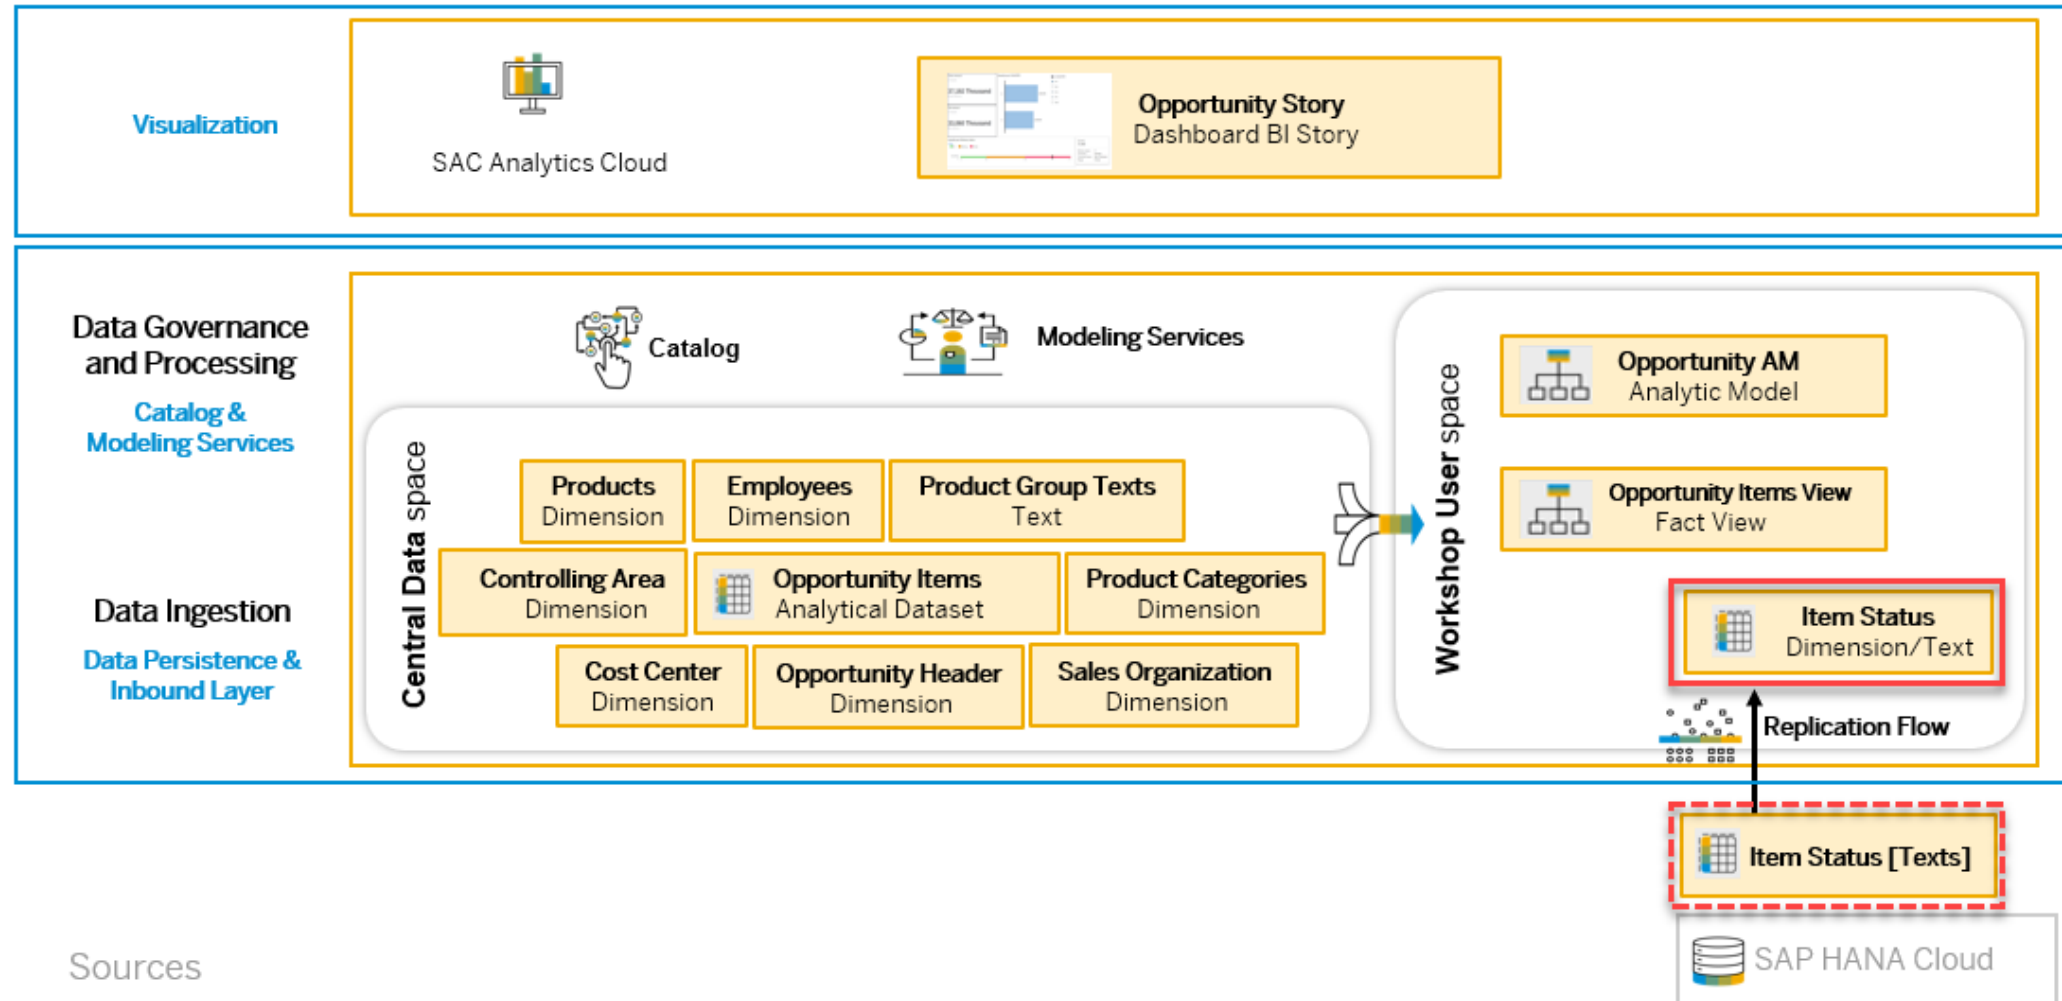 Visualization
SAC Analytics Cloud
37,262 Thousand
Opportunity Story
Dashboard BI Story
Data Governance
and Processing
Catalog &
Modeling Services
Catalog
Modeling Services
Data Ingestion
Data Persistence &
Inbound Layer
Central Data space
Products
Dimension
Employees
Dimension
Product Group Texts
Text
Controlling Area
Dimension
Opportunity Items
Analytical Dataset
Product Categories
Dimension
Cost Center
Dimension
Opportunity Header
Dimension
Sales Organization
Dimension
Workshop User space
Opportunity AM
Analytic Model
Opportunity Items View
Fact View
Item Status
Dimension/Text
Replication Flow
Item Status [Texts]
Sources
SAP HANA Cloud